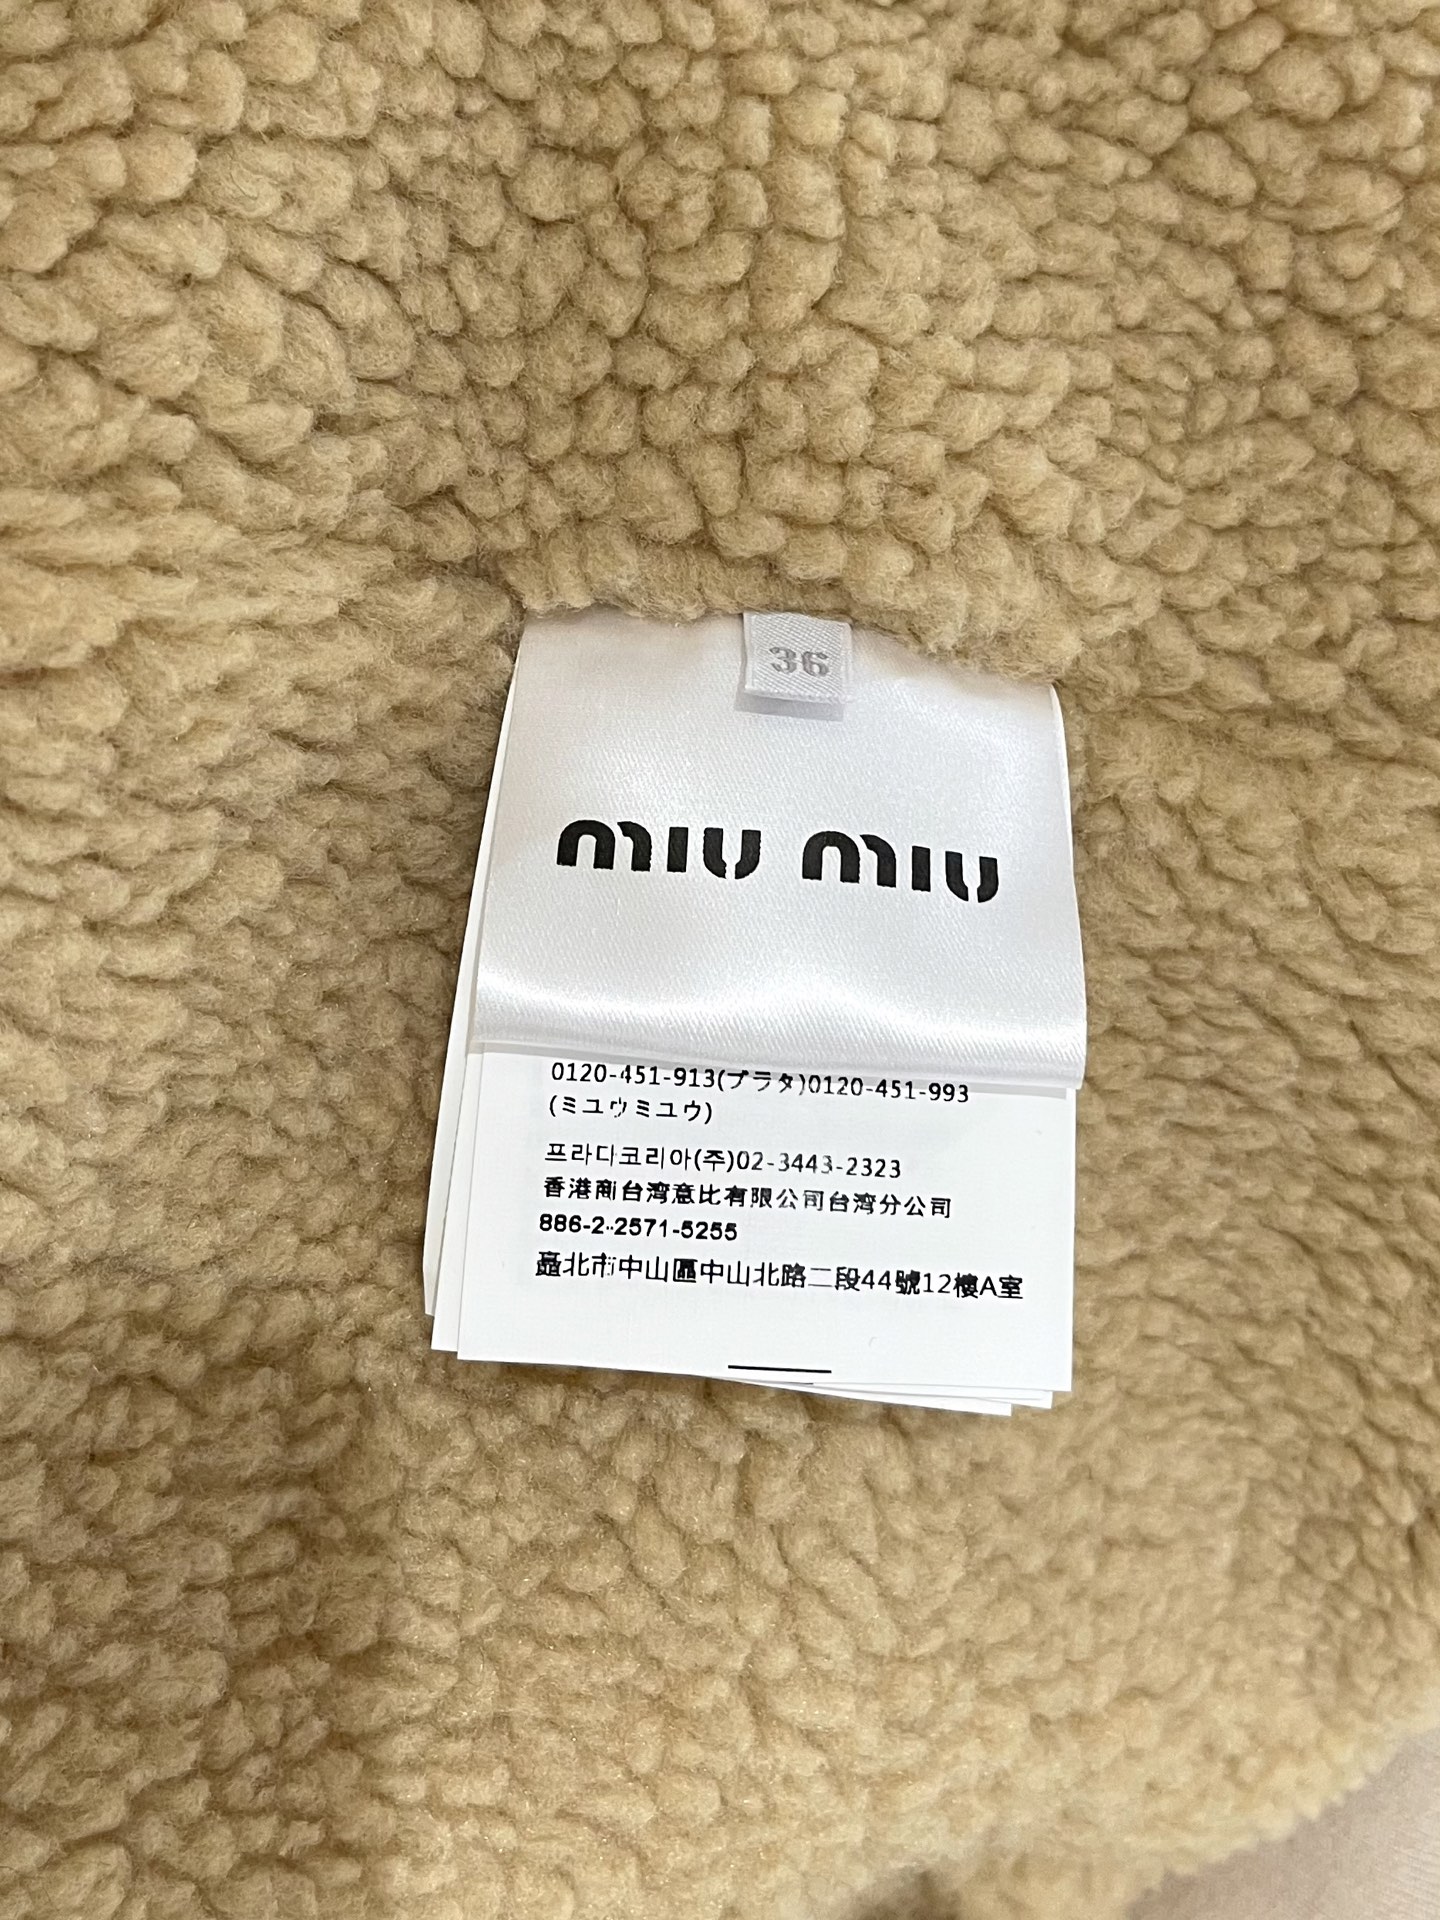 36
miu miu
0120-451-913(プラタ)0120-451-993
(ミユウミユウ)
프라다코리아(주)02-3443-2323
香港商台湾意比有限公司台湾分公司
886-2-2571-5255
臺北市中山區中山北路二段44號12樓A室